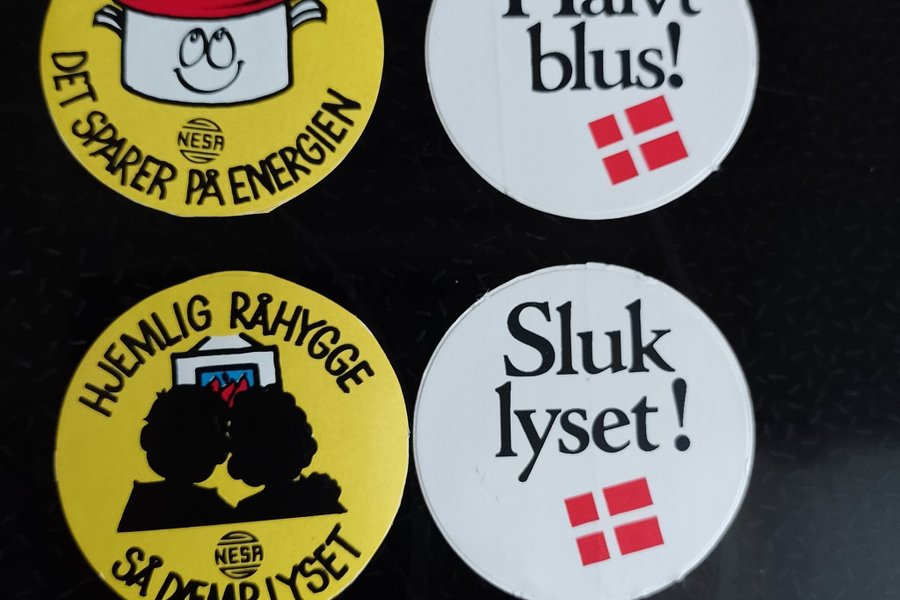 DET SPARER PÅ ENERGIEN
NESA
blus!
HJEMLIG RÅHYGGE
NESA
SÅ DÆMP LYSET
Sluk
lyset!